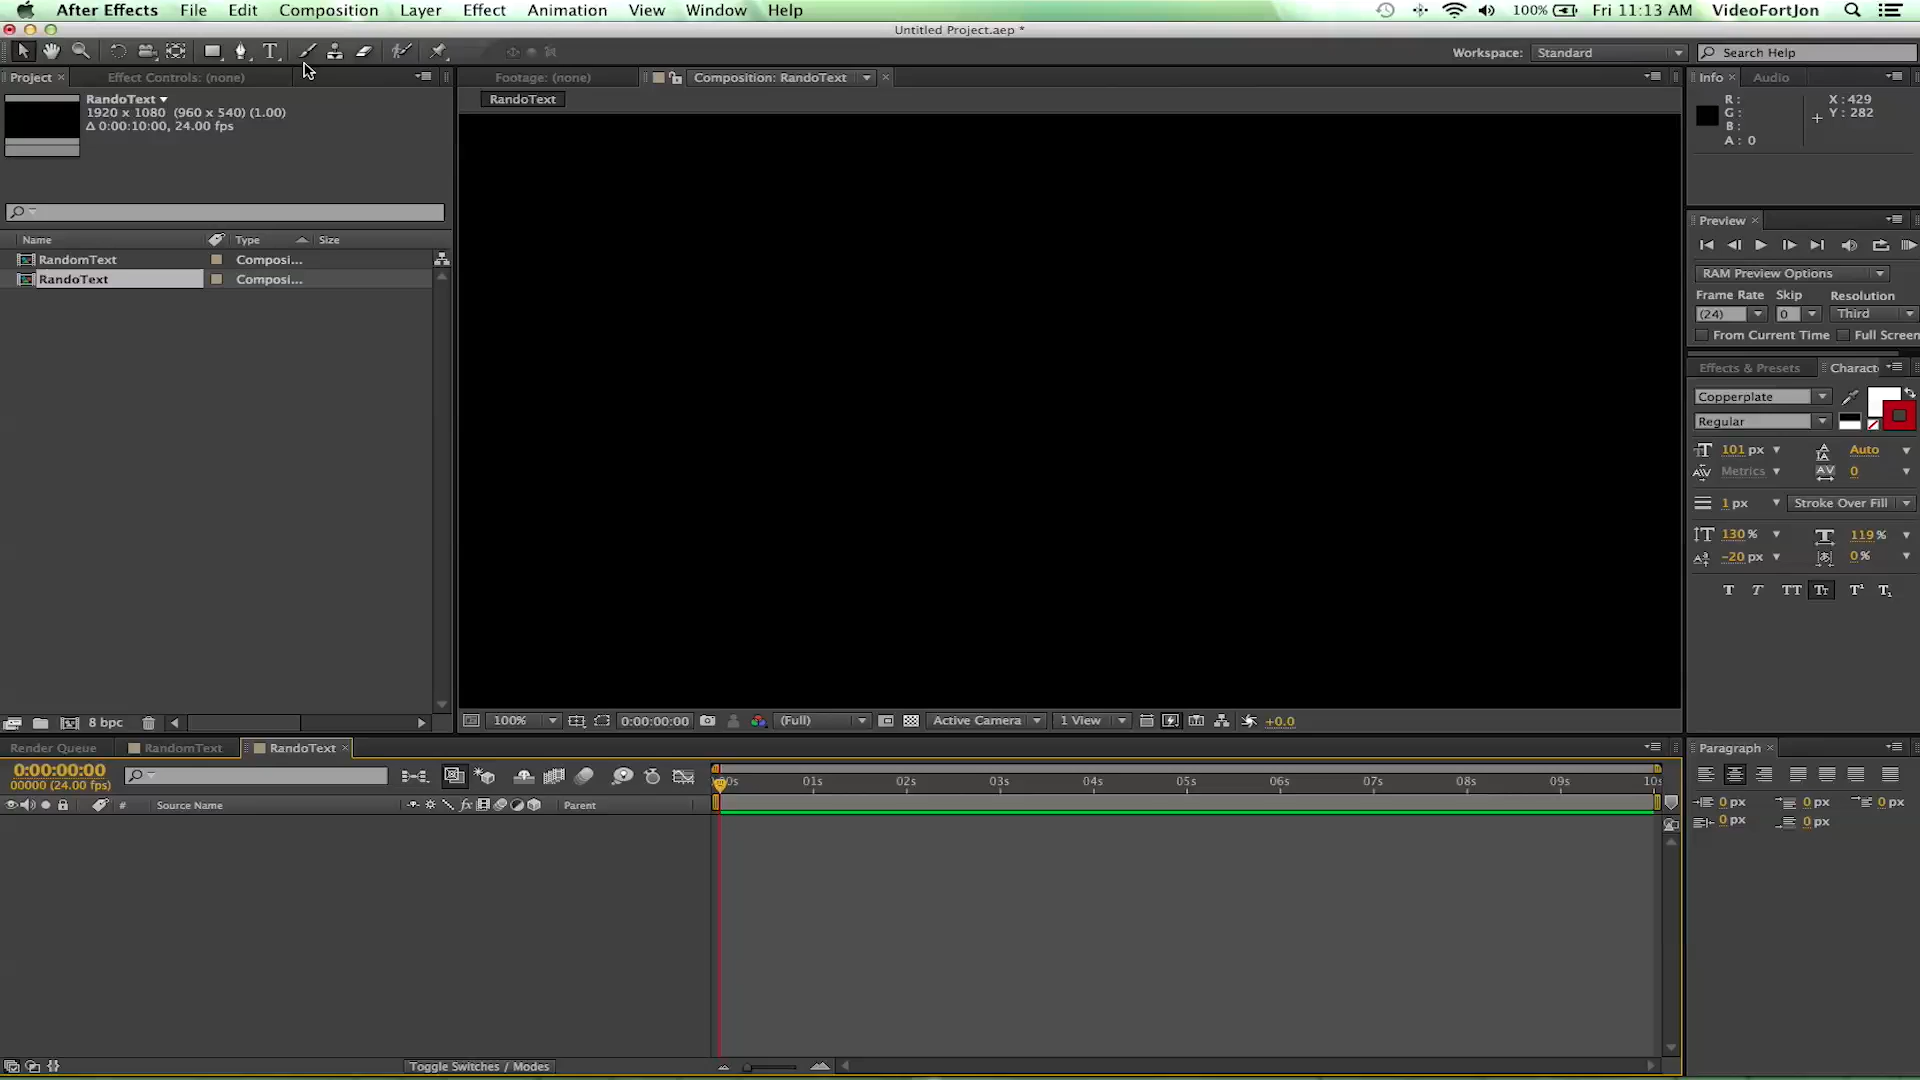 After Effects File Edit Composition Layer Effect Animation View Window Help 100% Fri 11:13 AM VideoFortJon
Untitled Project.aep *
Workspace: Standard Search Help
Project Effect Controls: (none) Footage: (none) Composition: RandoText Info Audio
RandoText
1920 x 1080 (960 x 540) (1.00)
Δ 0:00:10:00, 24.00 fps
RandoText
R:
G:
B:
A: 0
X: 429
Y: 282
Preview
Name Type Size
RandomText Composi...
RandoText Composi...
RAM Preview Options
Frame Rate Skip Resolution
(24) 0 Third
From Current Time Full Screen
Effects & Presets Charact
Copperplate
Regular
101 px Auto
Metrics 0
1 px Stroke Over Fill
130 % 119 %
-20 px 0 %
T T TT Tт T¹ T₁
8 bpc
100% 0:00:00:00 (Full) Active Camera 1 View +0.0
Render Queue RandomText RandoText
Paragraph
0:00:00:00
00000 (24.00 fps)
01s 02s 03s 04s 05s 06s 07s 08s 09s
# Source Name fx Parent
0 px 0 px 0 px
0 px 0 px
Toggle Switches / Modes